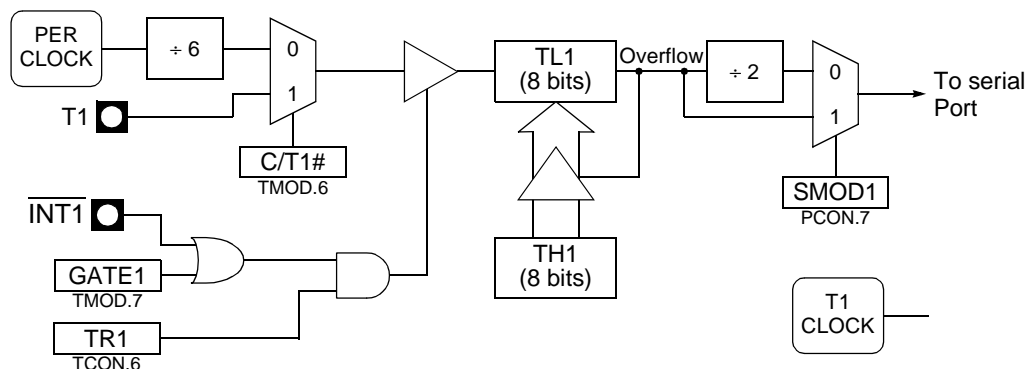 PER
CLOCK
÷ 6
0
1
T1
C/T1#
TMOD.6
INT1
GATE1
TMOD.7
TR1
TCON.6
TL1
(8 bits)
Overflow
TH1
(8 bits)
÷ 2
0
1
To serial
Port
SMOD1
PCON.7
T1
CLOCK